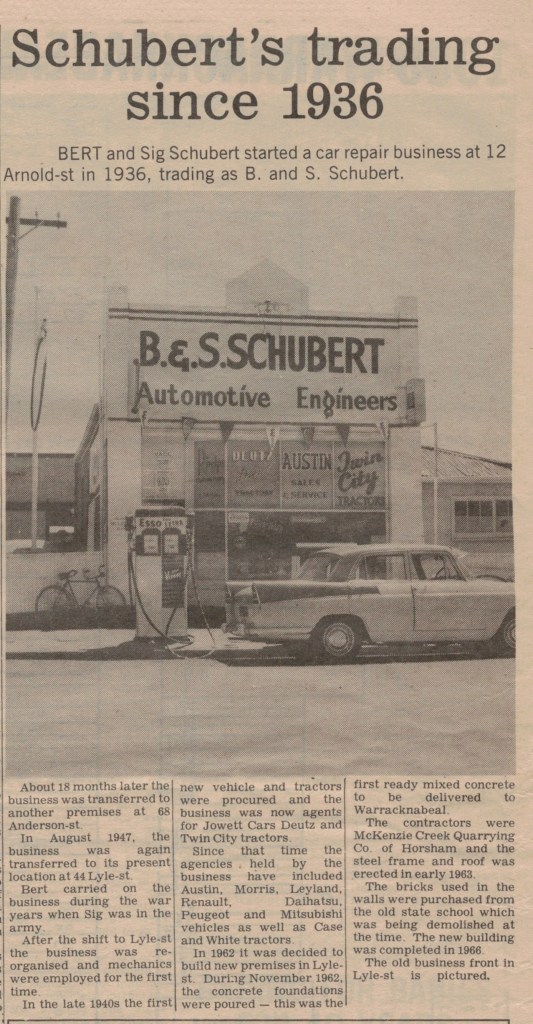 Schubert's trading
since 1936
BERT and Sig Schubert started a car repair business at 12
Arnold-st in 1936, trading as B. and S. Schubert.
B.&.S.SCHUBERT
Automotive Engineers
DEUTZ
TRACTORS
AUSTIN
SALES
& SERVICE
Twin
City
TRACTORS
Esso
About 18 months later the
business was transferred to
another premises at 68
Anderson-st.
In August 1947, the
business was again
transferred to its present
location at 44 Lyle-st.
Bert carried on the
business during the war
years when Sig was in the
army.
After the shift to Lyle-st
the business was re-
organised and mechanics
were employed for the first
time.
In the late 1940s the first
new vehicle and tractors
were procured and the
business was now agents
for Jowett Cars Deutz and
Twin City tractors.
Since that time the
agencies held by the
business have included
Austin, Morris, Leyland,
Renault, Daihatsu,
Peugeot and Mitsubishi
vehicles as well as Case
and White tractors.
In 1962 it was decided to
build new premises in Lyle-
st. During November 1962,
the concrete foundations
were poured — this was the
first ready mixed concrete
to be delivered to
Warracknabeal.
The contractors were
McKenzie Creek Quarrying
Co. of Horsham and the
steel frame and roof was
erected in early 1963.
The bricks used in the
walls were purchased from
the old state school which
was being demolished at
the time. The new building
was completed in 1966.
The old business front in
Lyle-st is pictured.